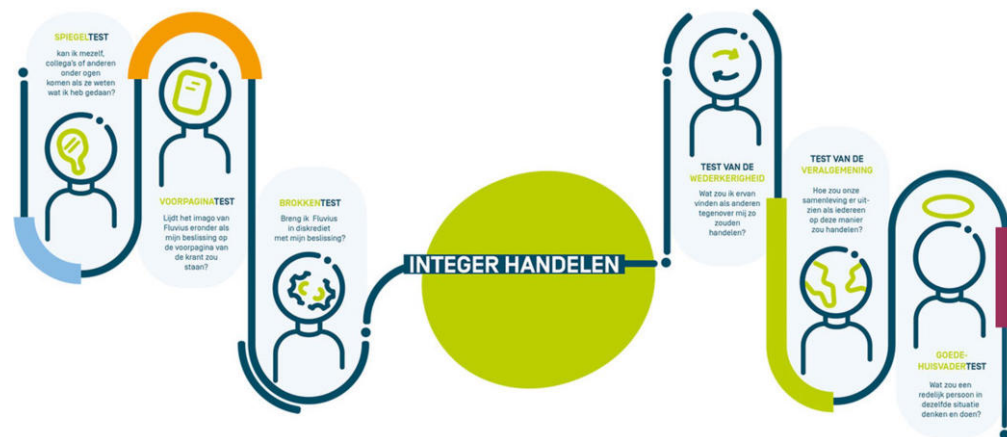 SPIEGELTEST
kan ik mezelf,
collega's of anderen
onder ogen
komen als ze weten
wat ik heb gedaan?
VOORPAGINATEST
Lijdt het imago van
Fluvius eronder als
mijn beslissing op
de voorpagina van
de krant zou
staan?
BROKKENTEST
Breng ik Fluvius
in diskrediet
met mijn beslissing?
INTEGER HANDELEN
TEST VAN DE
WEDERKERIGHEID
Wat zou ik ervan
vinden als anderen
tegenover mij zo
zouden
handelen?
TEST VAN DE
VERALGEMENING
Hoe zou onze
samenleving er uit-
zien als iedereen
op deze manier
zou handelen?
GOEDE-
HUISVADERTEST
Wat zou een
redelijk persoon in
dezelfde situatie
denken en doen?